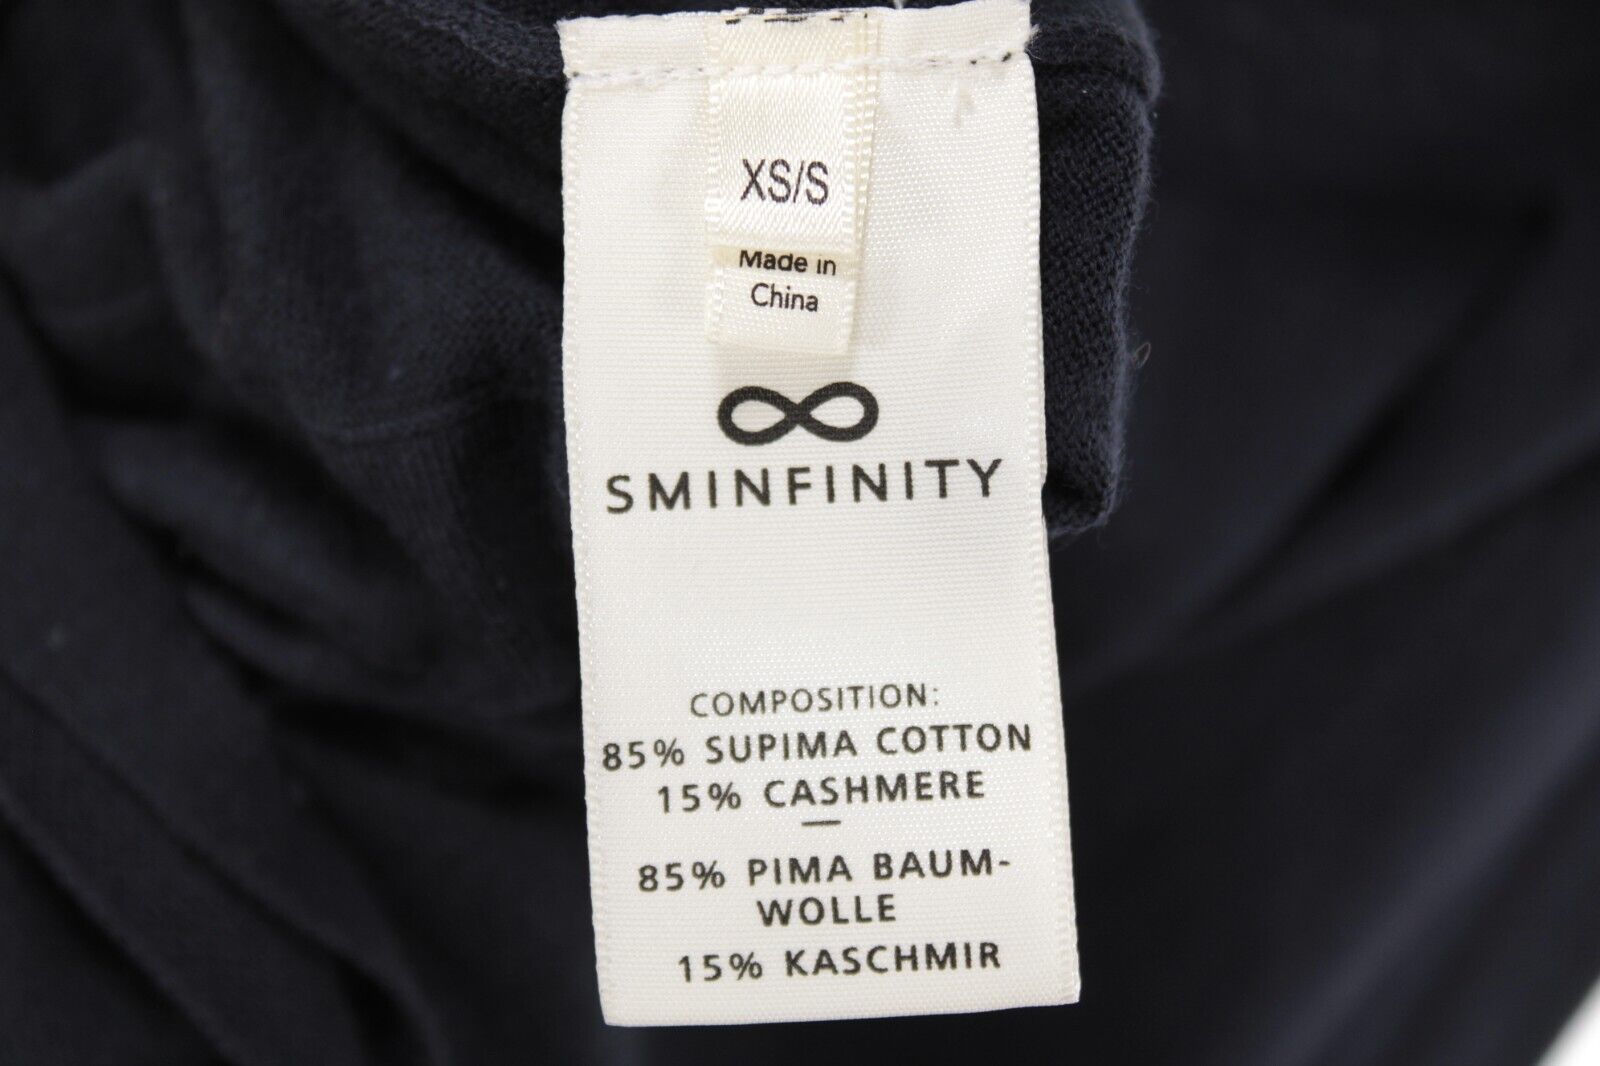 XS/S
Made in
China
SMINFINITY
COMPOSITION:
85% SUPIMA COTTON
15% CASHMERE
—
85% PIMA BAUM-
WOLLE
15% KASCHMIR